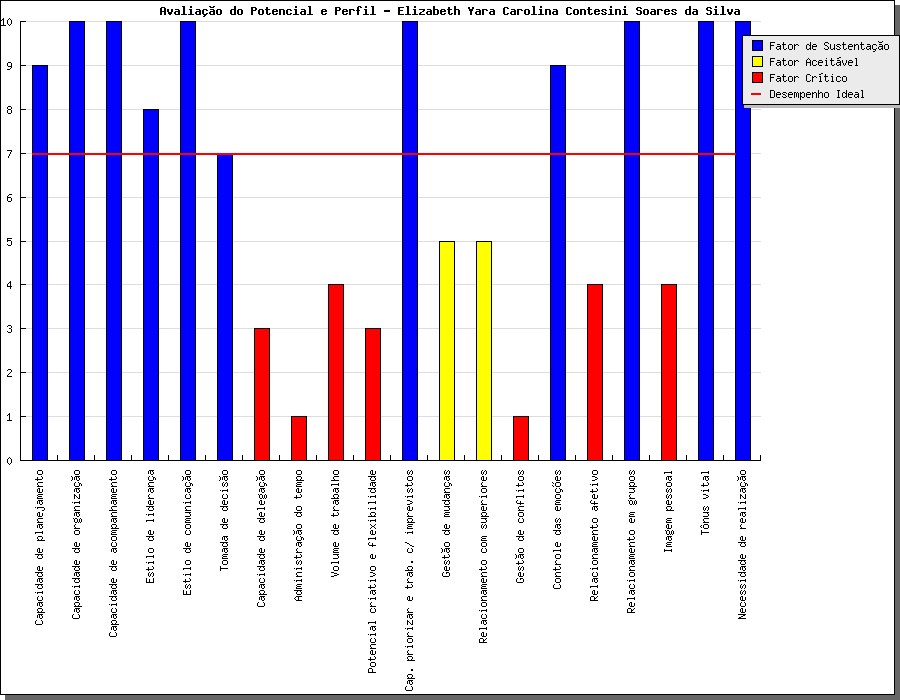 Avaliação do Potencial e Perfil - Elizabeth Yara Carolina Contesini Soares da Silva
Fator de Sustentação
Fator Aceitável
Fator Crítico
Desempenho Ideal
10
9
8
7
6
5
4
3
2
1
0
Capacidade de planejamento
Capacidade de organização
Capacidade de acompanhamento
Estilo de liderança
Estilo de comunicação
Tomada de decisão
Capacidade de delegação
Administração do tempo
Volume de trabalho
Potencial criativo e flexibilidade
Cap. priorizar e trab. c/ imprevistos
Gestão de mudanças
Relacionamento com superiores
Gestão de conflitos
Controle das emoções
Relacionamento afetivo
Relacionamento em grupos
Imagem pessoal
Tônus vital
Necessidade de realização